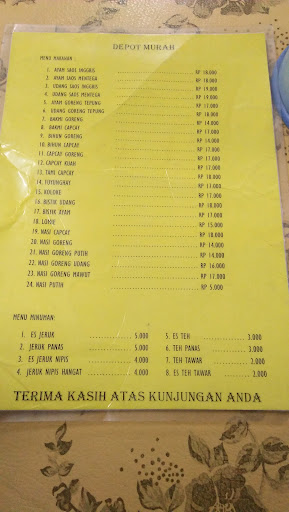 DEPOT MURAH
MENU MAKANAN :
1. AYAM SAOS INGGRIS RP 18.000
2. AYAM SAOS MENTEGA RP 18.000
3. UDANG SAOS INGGRIS RP 19.000
4. UDANG SAOS MENTEGA RP 19.000
5. AYAM GORENG TEPUNG RP 17.000
6. UDANG GORENG TEPUNG RP 18.000
7. BAKMI GORENG RP 14.000
8. BAKMI CAPCAY RP 17.000
9. BIHUN GORENG RP 14.000
10. BIHUN CAPCAY RP 17.000
11. CAPCAY GORENG RP 17.000
12. CAPCAY KUAH RP 17.000
13. TAMI CAPCAY RP 17.000
14. FUYUNGHAY RP 18.000
15. KOLOKE RP
16. BISTIK UDANG RP 18.000
17. BISTIK AYAM RP 17.000
18. LOMIE RP 15.000
19. NASI CAPCAY RP 18.000
20. NASI GORENG RP 14.000
21. NASI GORENG PUTIH RP 14.000
22. NASI GORENG UDANG RP 16.000
23. NASI GORENG MAWUT RP 17.000
24. NASI PUTIH RP 5.000
MENU MINUMAN:
1. ES JERUK ............ 5.000
2. JERUK PANAS ............ 5.000
3. ES JERUK NIPIS ............ 4.000
4. JERUK NIPIS HANGAT ............ 4.000
5. ES TEH ............ 3.000
6. TEH PANAS ............ 3.000
7. TEH TAWAR ............ 2.000
8. ES TEH TAWAR ............ 2.000
TERIMA KASIH ATAS KUNJUNGAN ANDA